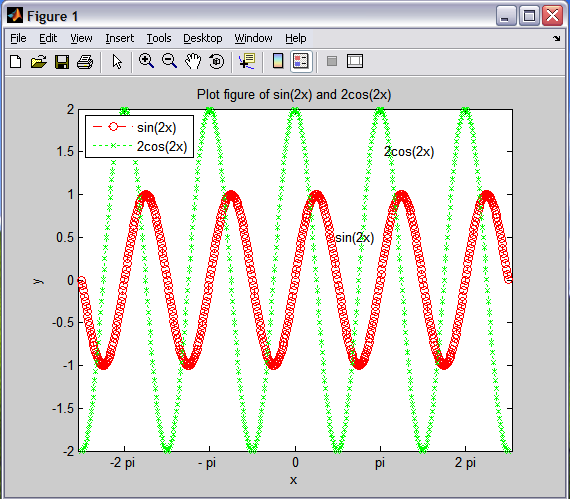 Figure 1
File Edit View Insert Tools Desktop Window Help
Plot figure of sin(2x) and 2cos(2x)
2
1.5
1
0.5
0
-0.5
-1
-1.5
-2
y
sin(2x)
2cos(2x)
2cos(2x)
sin(2x)
-2 pi - pi 0 pi 2 pi
x